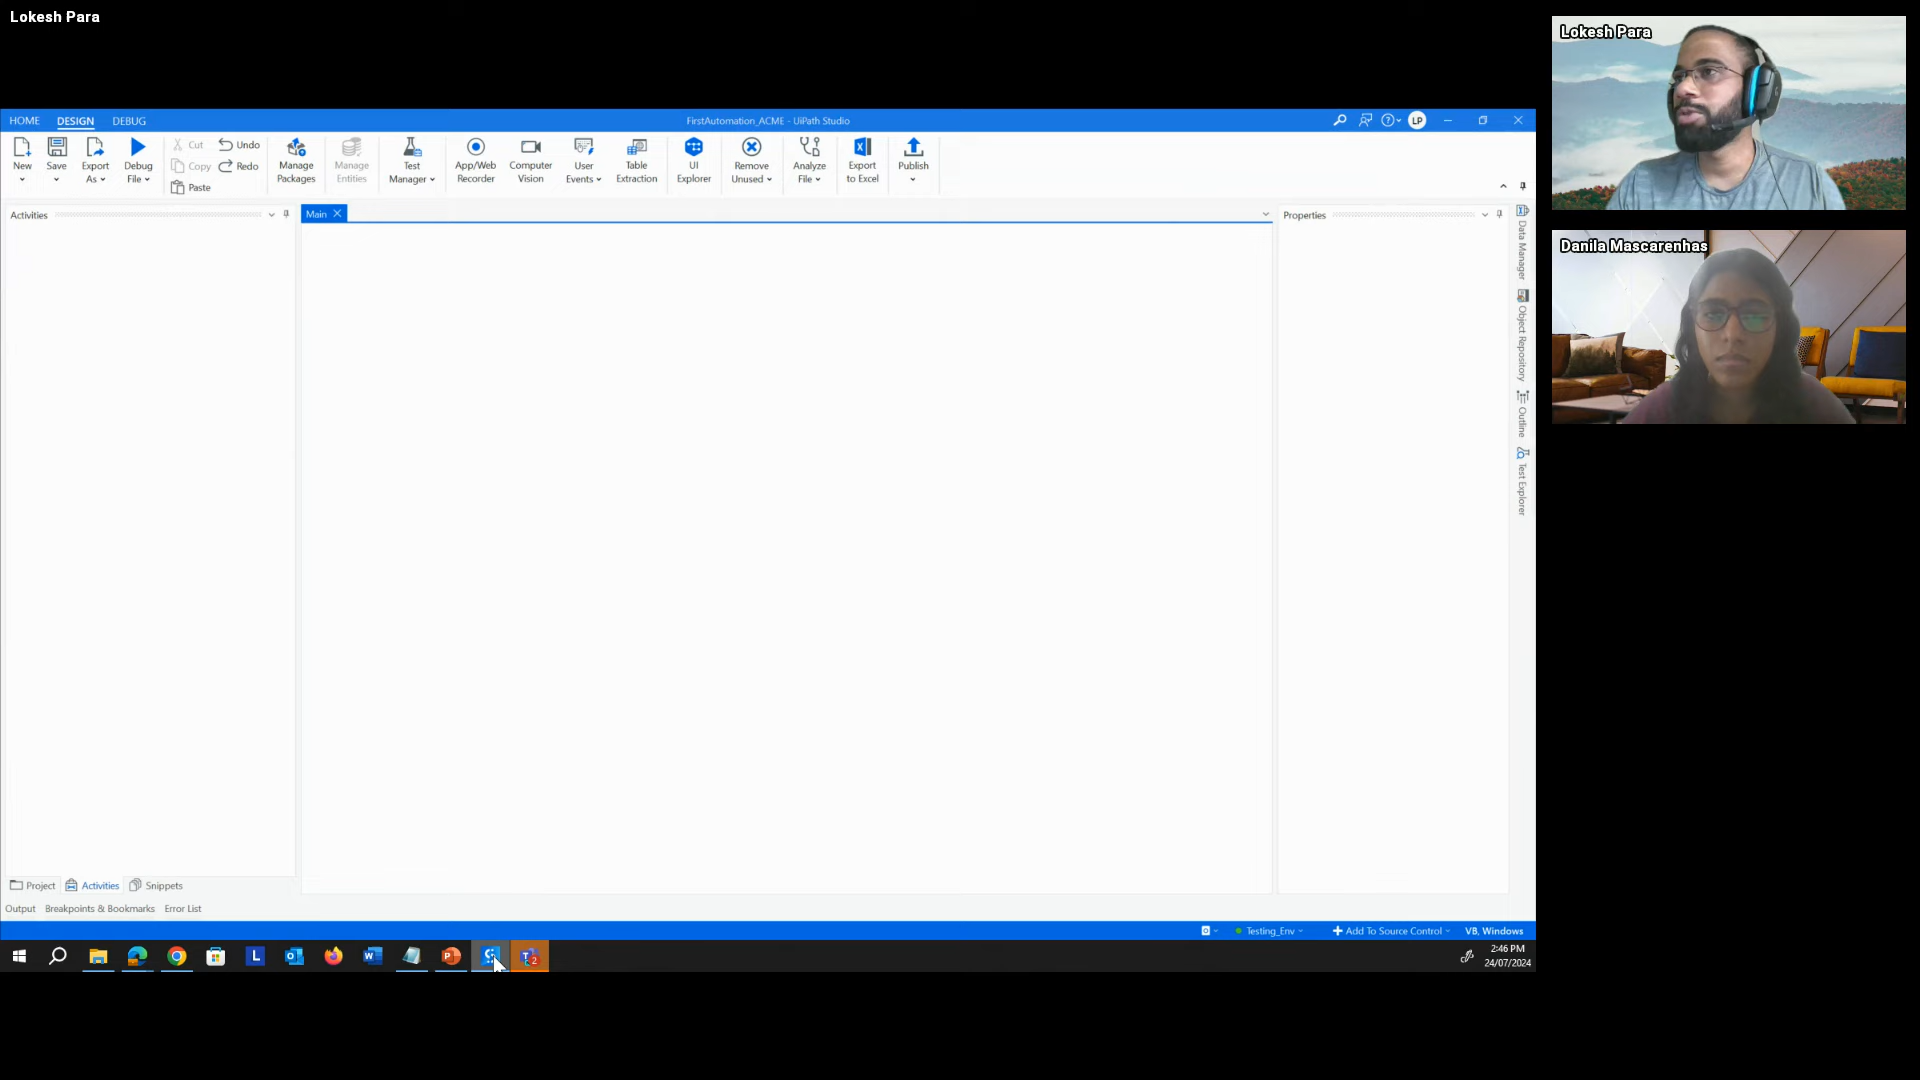 Lokesh Para
Lokesh Para
Danila Mascarenhas
HOME DESIGN DEBUG
FirstAutomation_ACME - UiPath Studio
LP
New
Save
Export As
Debug File
Cut
Copy
Paste
Undo
Redo
Manage Packages
Manage Entities
Test Manager
App/Web Recorder
Computer Vision
User Events
Table Extraction
UI Explorer
Remove Unused
Analyze File
Export to Excel
Publish
Activities
Main
Properties
Data Manager
Object Repository
Outline
Test Explorer
Project Activities Snippets
Output Breakpoints & Bookmarks Error List
Testing_Env
Add To Source Control
VB, Windows
2:46 PM
24/07/2024